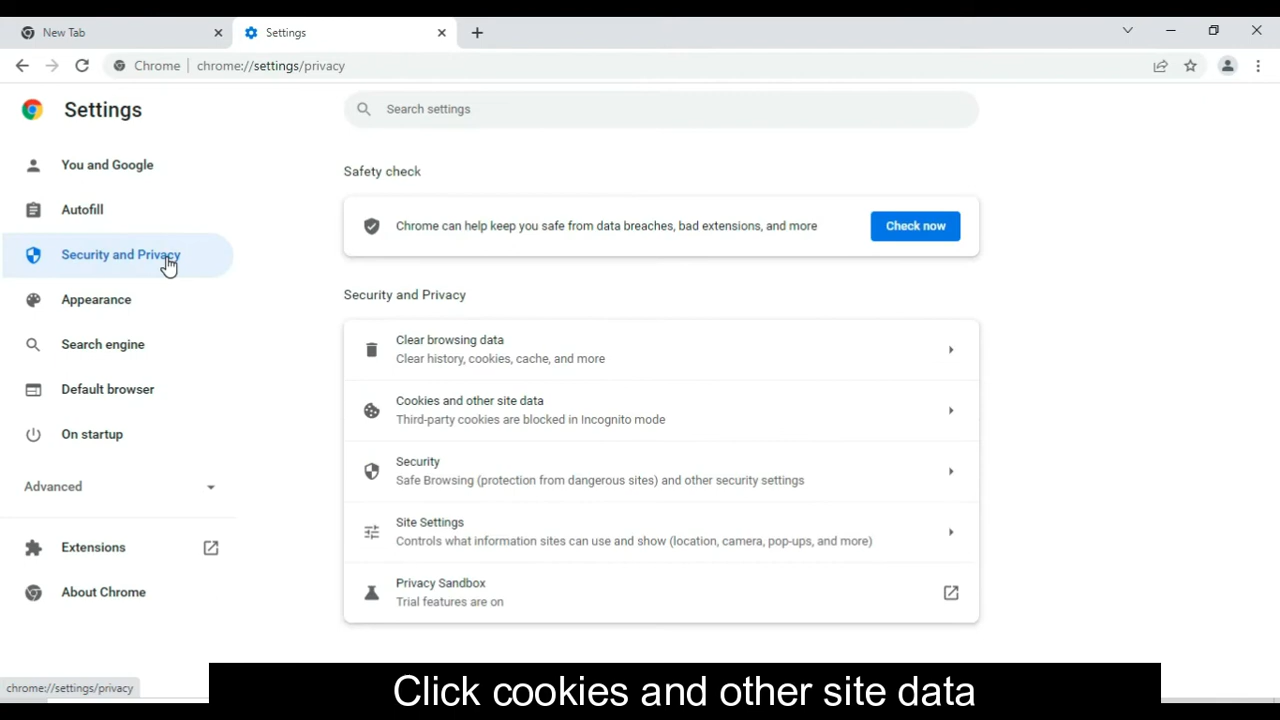 New Tab
Settings
Chrome | chrome://settings/privacy
Settings
Search settings
You and Google
Autofill
Security and Privacy
Appearance
Search engine
Default browser
On startup
Advanced
Extensions
About Chrome
Safety check
Chrome can help keep you safe from data breaches, bad extensions, and more
Check now
Security and Privacy
Clear browsing data
Clear history, cookies, cache, and more
Cookies and other site data
Third-party cookies are blocked in Incognito mode
Security
Safe Browsing (protection from dangerous sites) and other security settings
Site Settings
Controls what information sites can use and show (location, camera, pop-ups, and more)
Privacy Sandbox
Trial features are on
chrome://settings/privacy
Click cookies and other site data